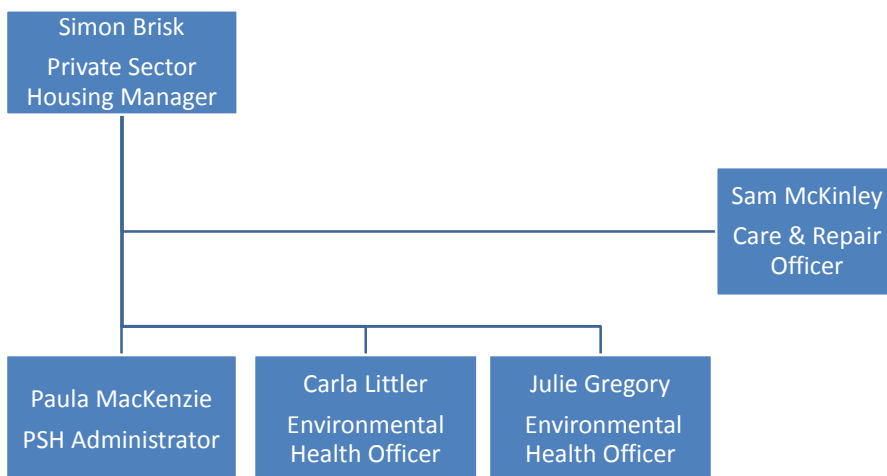 Simon Brisk
Private Sector
Housing Manager
Sam McKinley
Care & Repair
Officer
Paula MacKenzie
PSH Administrator
Carla Littler
Environmental
Health Officer
Julie Gregory
Environmental
Health Officer